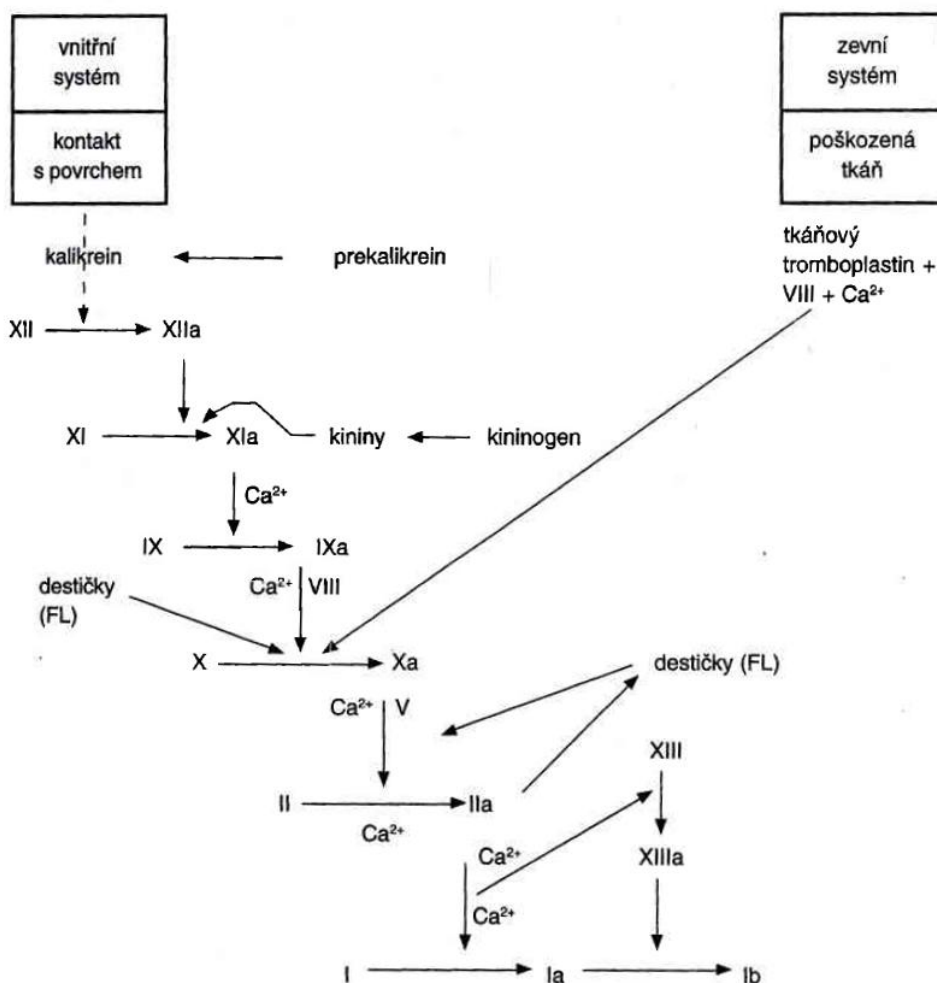 vnitřní
systém
kontakt
s povrchem
zevní
systém
poškozená
tkáň
kalikrein
prekalikrein
tkáňový
tromboplastin +
VIII + Ca²⁺
XII
XIIa
XI
XIa
kininy
kininogen
Ca²⁺
IX
IXa
destičky
(FL)
Ca²⁺
VIII
X
Xa
destičky (FL)
Ca²⁺
V
XIII
II
IIa
Ca²⁺
Ca²⁺
XIIIa
Ca²⁺
I
Ia
Ib